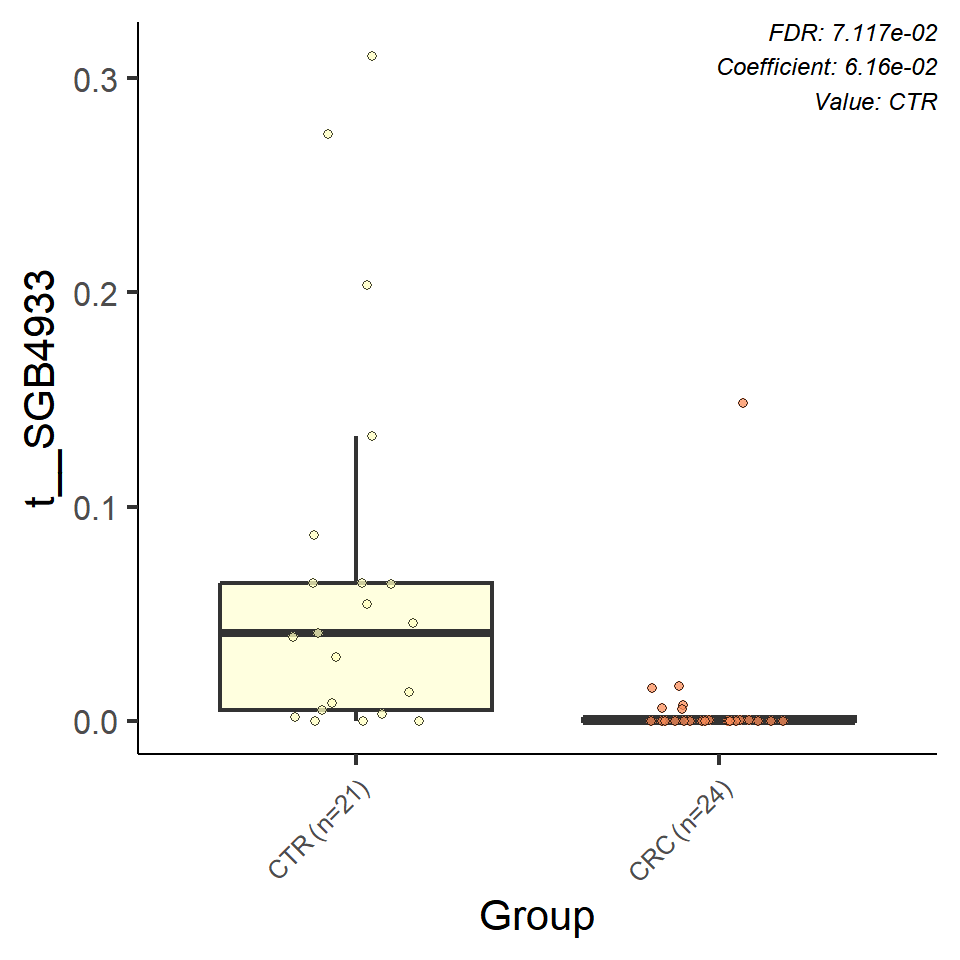 FDR: 7.117e-02
Coefficient: 6.16e-02
Value: CTR
0.3
0.2
0.1
0.0
t__SGB4933
CTR (n=21)
CRC (n=24)
Group